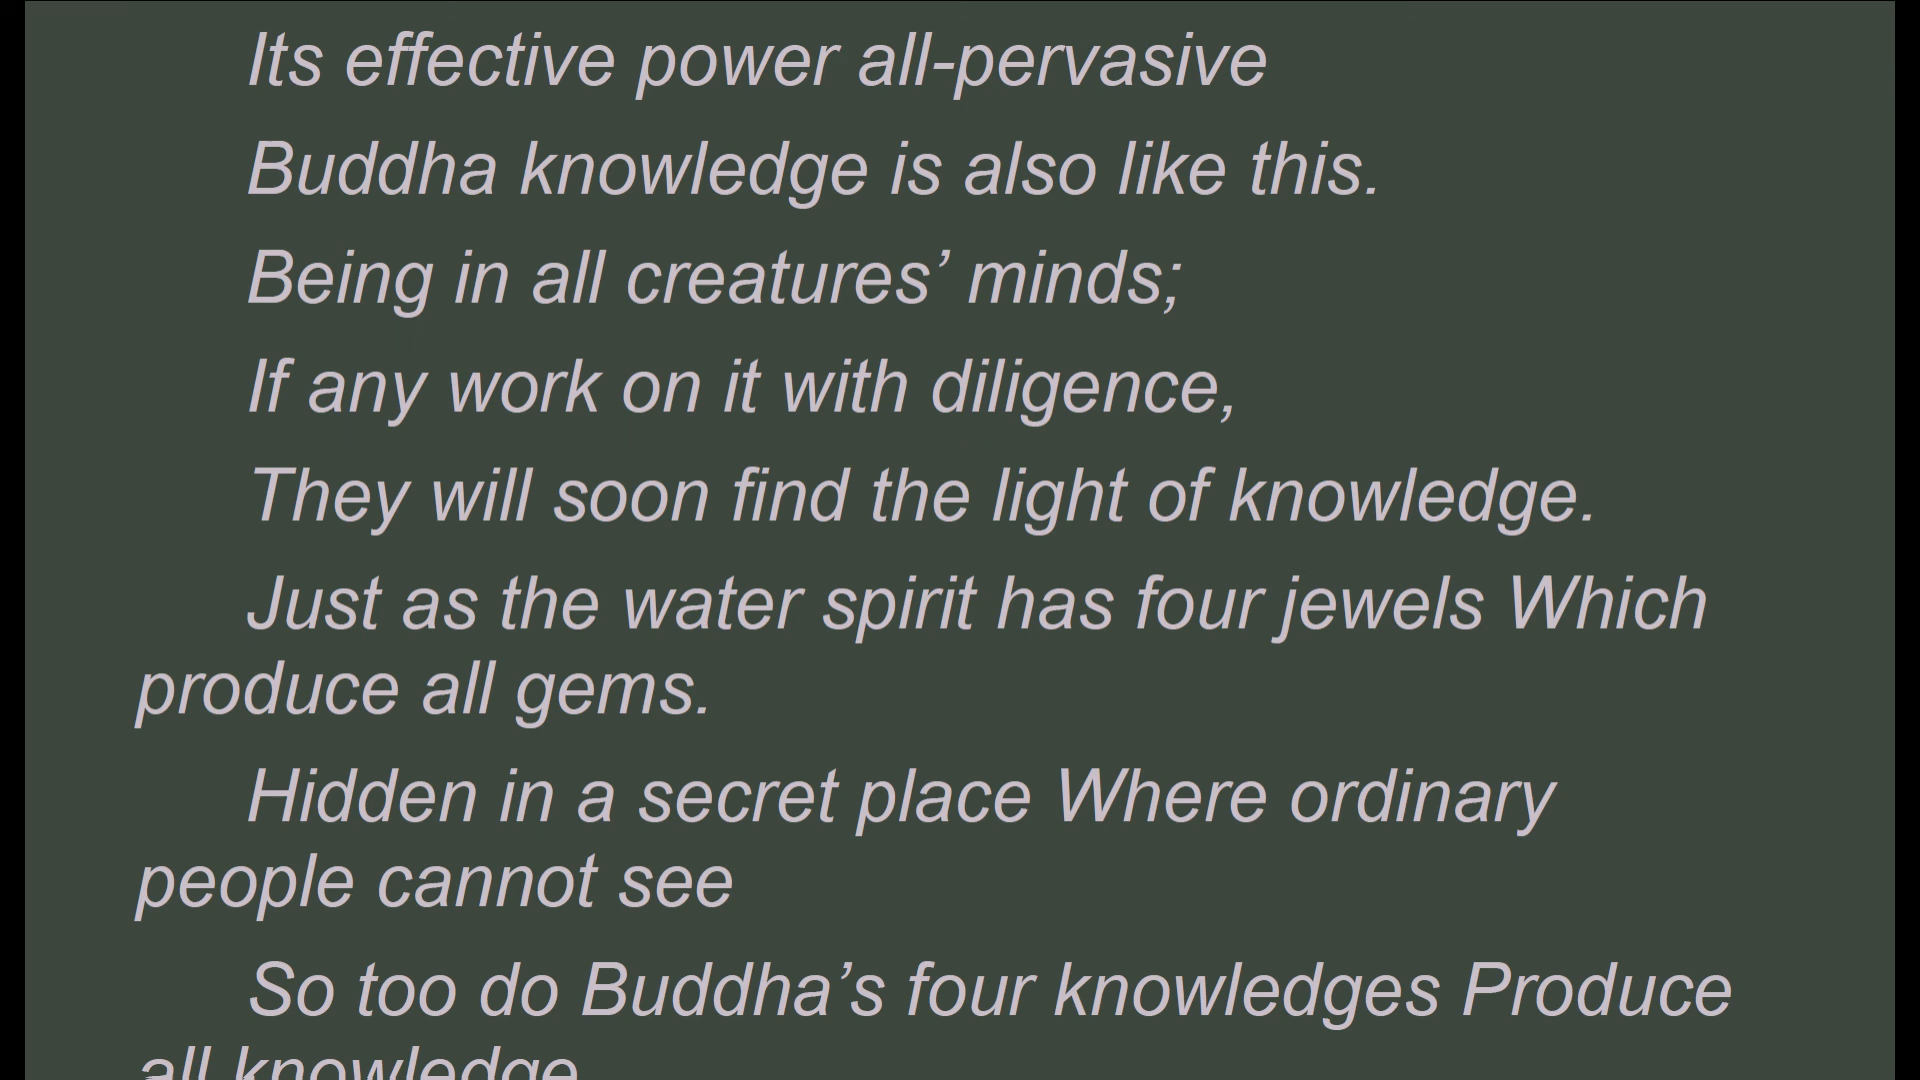 Its effective power all-pervasive
Buddha knowledge is also like this.
Being in all creatures’ minds;
If any work on it with diligence,
They will soon find the light of knowledge.
Just as the water spirit has four jewels Which
produce all gems.
Hidden in a secret place Where ordinary
people cannot see
So too do Buddha’s four knowledges Produce
all knowledge